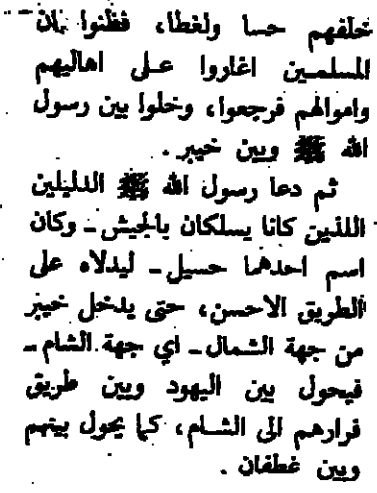 خلفهم حسا ولغطا، فظنوا بان
المسلمين اغاروا على اهاليهم
واموالهم فرجعوا، وخلوا بين رسول
الله ﷺ وبين خيبر.
ثم دعا رسول الله ﷺ الدليلين
اللذين كانا يسلكان بالجيش ـ وكان
اسم احدهما حسيل ـ ليدلاه على
الطريق الاحسن، حتى يدخل خيبر
من جهة الشمال ـ اي جهة الشام ـ
فيحول بين اليهود وبين طريق
فرارهم الى الشام، كما يحول بينهم
وبين غطفان.